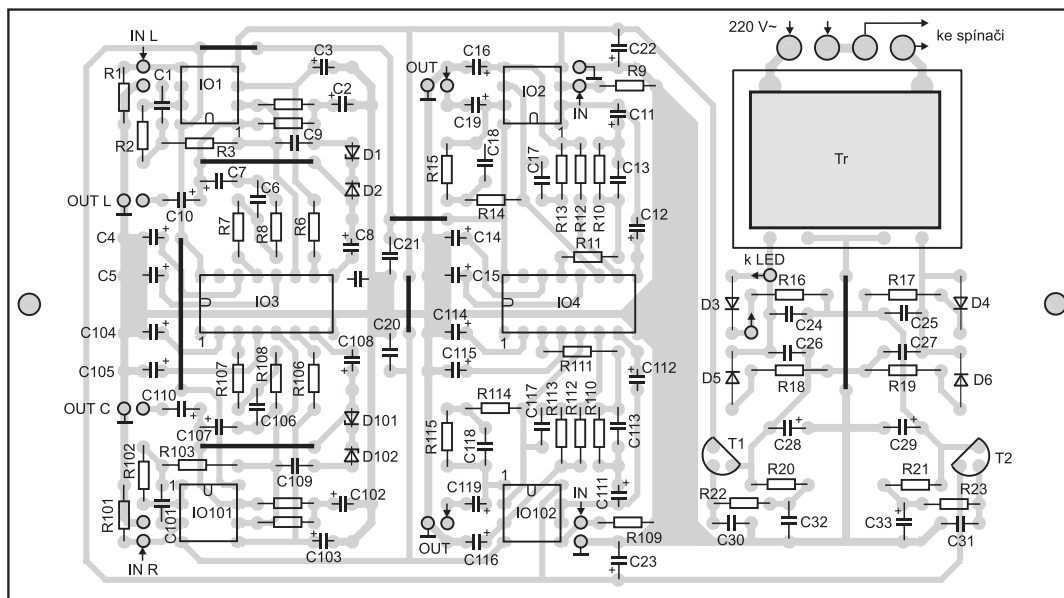 IN L
R1
C1
R2
IO1
1
C3
C2
C9
R3
D1
D2
C7
C6
OUT L
C10
R7
R8
R6
C8
C4
C5
IO3
1
C104
C105
R107
R108
R106
C108
OUT C
C110
C107
C106
D101
D102
R102
R103
C109
1
R101
C101
IO101
C102
C103
IN R
C21
C20
OUT
C16
C19
C18
R15
IO2
1
C22
R9
IN
C11
C17
C13
R14
R13
R12
R10
C12
R11
C14
C15
IO4
1
C114
C115
R111
C112
R114
C117
R113
R112
R110
C113
R115
C118
C119
1
C111
IO102
IN
R109
OUT
C116
C23
220 V~
ke spínači
Tr
k LED
D3
R16
R17
D4
C24
C25
C26
C27
D5
R18
R19
D6
C28
C29
T1
T2
R20
R21
R22
R23
C30
C32
C33
C31